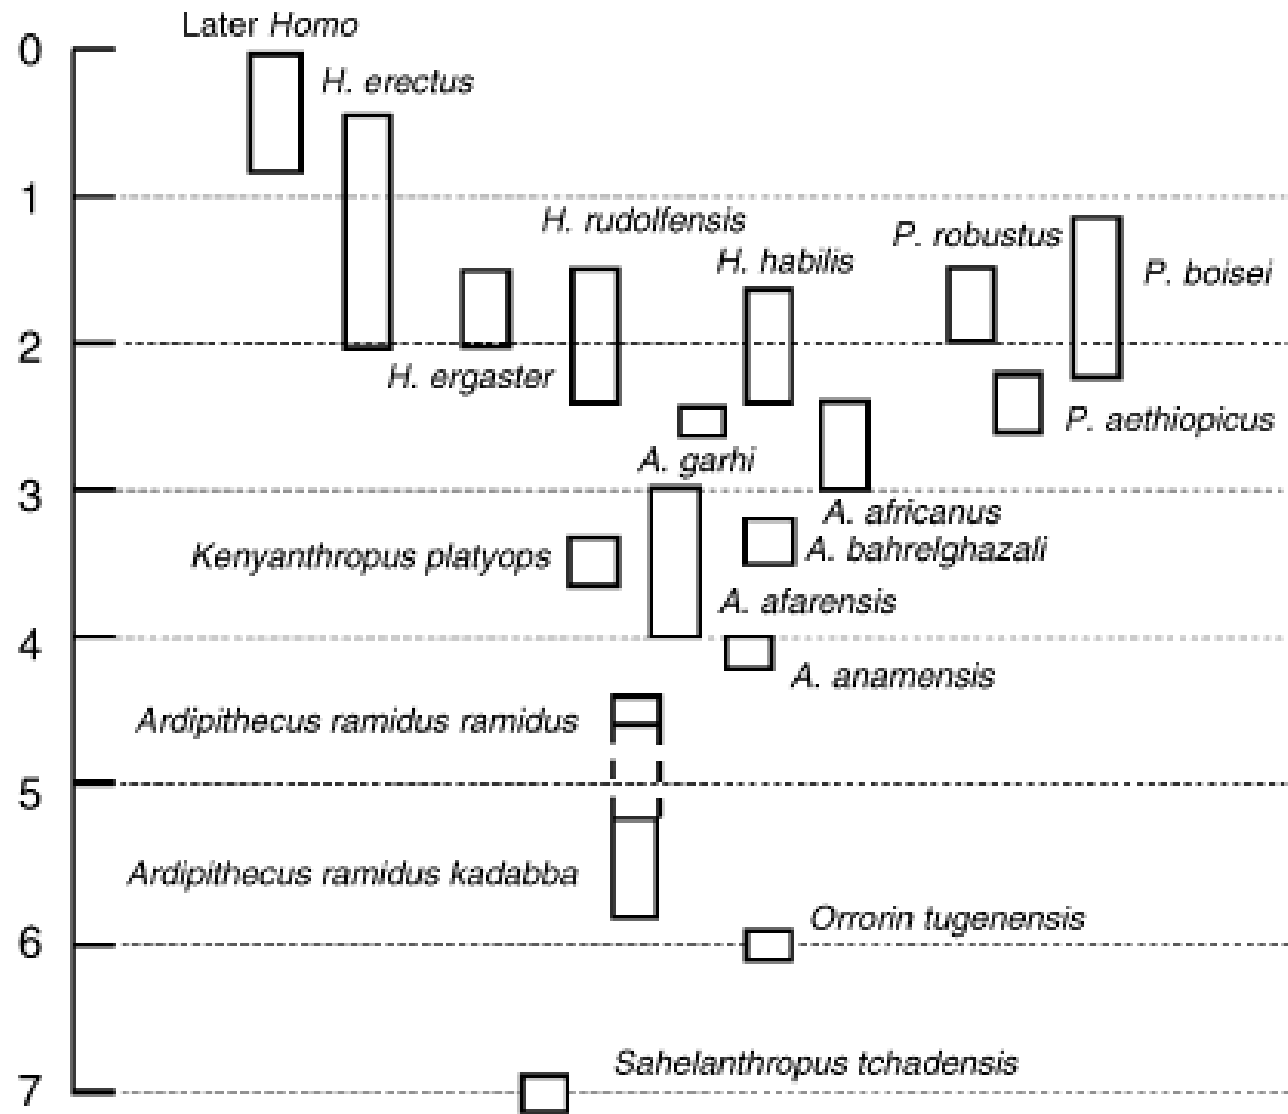 Later Homo
0
H. erectus
1
H. rudolfensis
P. robustus
H. habilis
P. boisei
2
H. ergaster
P. aethiopicus
A. garhi
3
A. africanus
Kenyanthropus platyops
A. bahrelghazali
A. afarensis
4
A. anamensis
Ardipithecus ramidus ramidus
5
Ardipithecus ramidus kadabba
Orrorin tugenensis
6
Sahelanthropus tchadensis
7